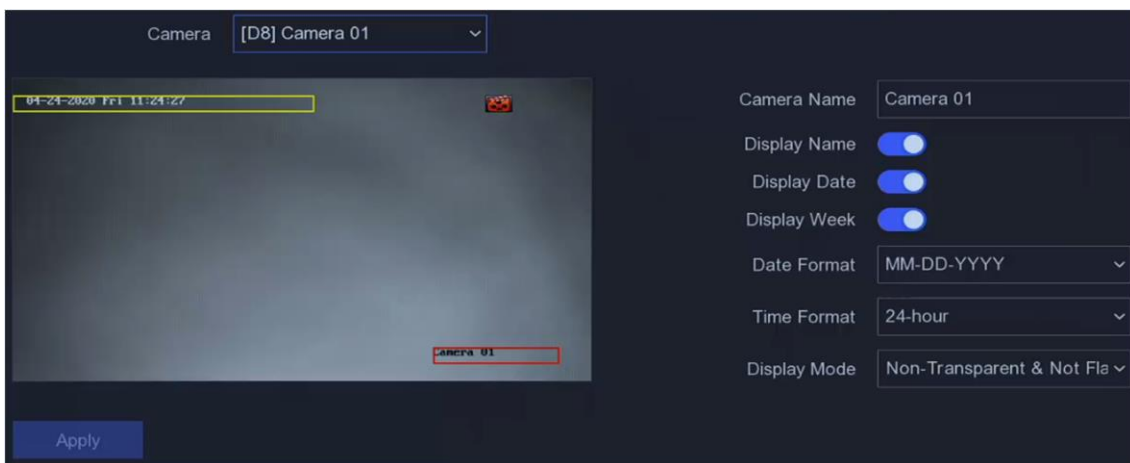 Camera [D8] Camera 01
04-24-2020 Fri 11:24:27
Camera 01
Camera Name Camera 01
Display Name
Display Date
Display Week
Date Format MM-DD-YYYY
Time Format 24-hour
Display Mode Non-Transparent & Not Fla
Apply